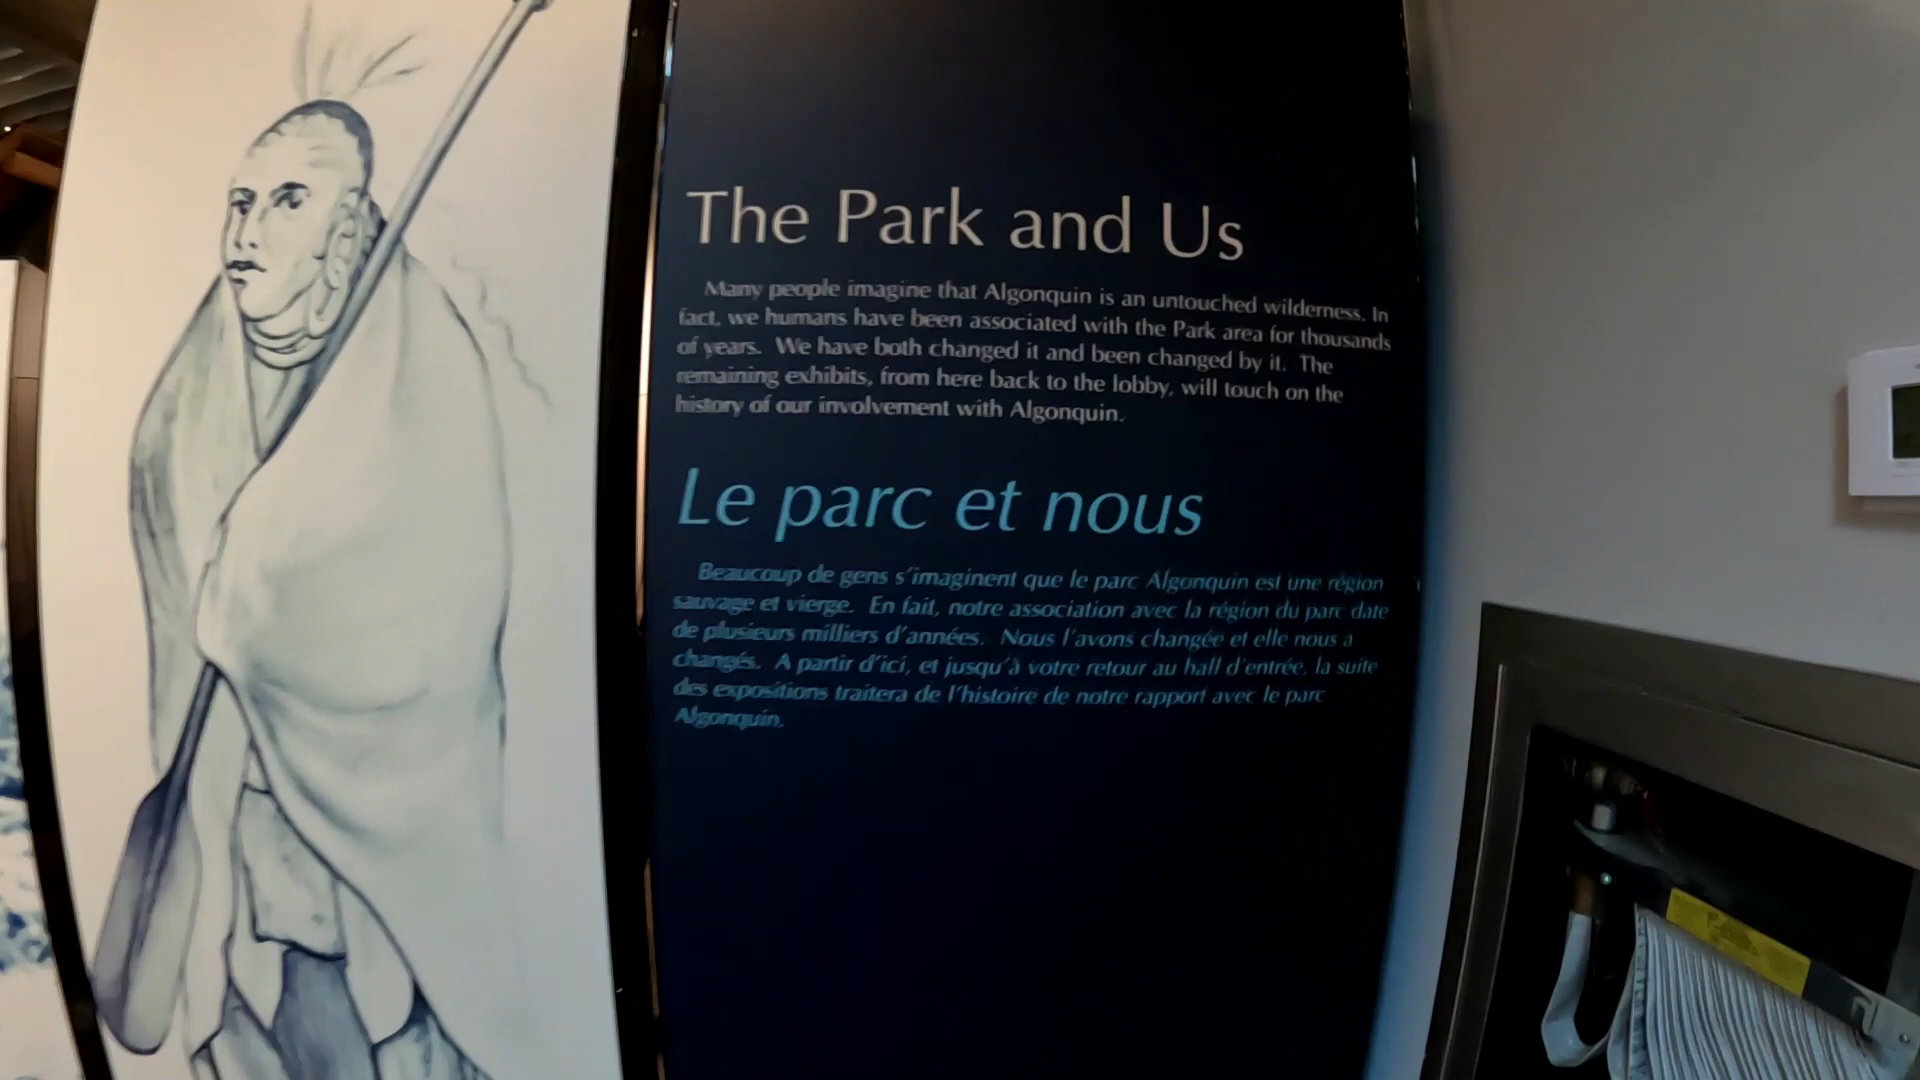 The Park and Us
Many people imagine that Algonquin is an untouched wilderness. In
fact, we humans have been associated with the Park area for thousands
of years. We have both changed it and been changed by it. The
remaining exhibits, from here back to the lobby, will touch on the
history of our involvement with Algonquin.
Le parc et nous
Beaucoup de gens s'imaginent que le parc Algonquin est une région
sauvage et vierge. En fait, notre association avec la région du parc date
de plusieurs milliers d'années. Nous l'avons changée et elle nous a
changés. A partir d'ici, et jusqu'à votre retour au hall d'entrée, la suite
des expositions traitera de l'histoire de notre rapport avec le parc
Algonquin.